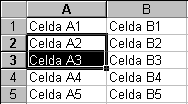 A B
1 Celda A1 Celda B1
2 Celda A2 Celda B2
3 Celda A3 Celda B3
4 Celda A4 Celda B4
5 Celda A5 Celda B5